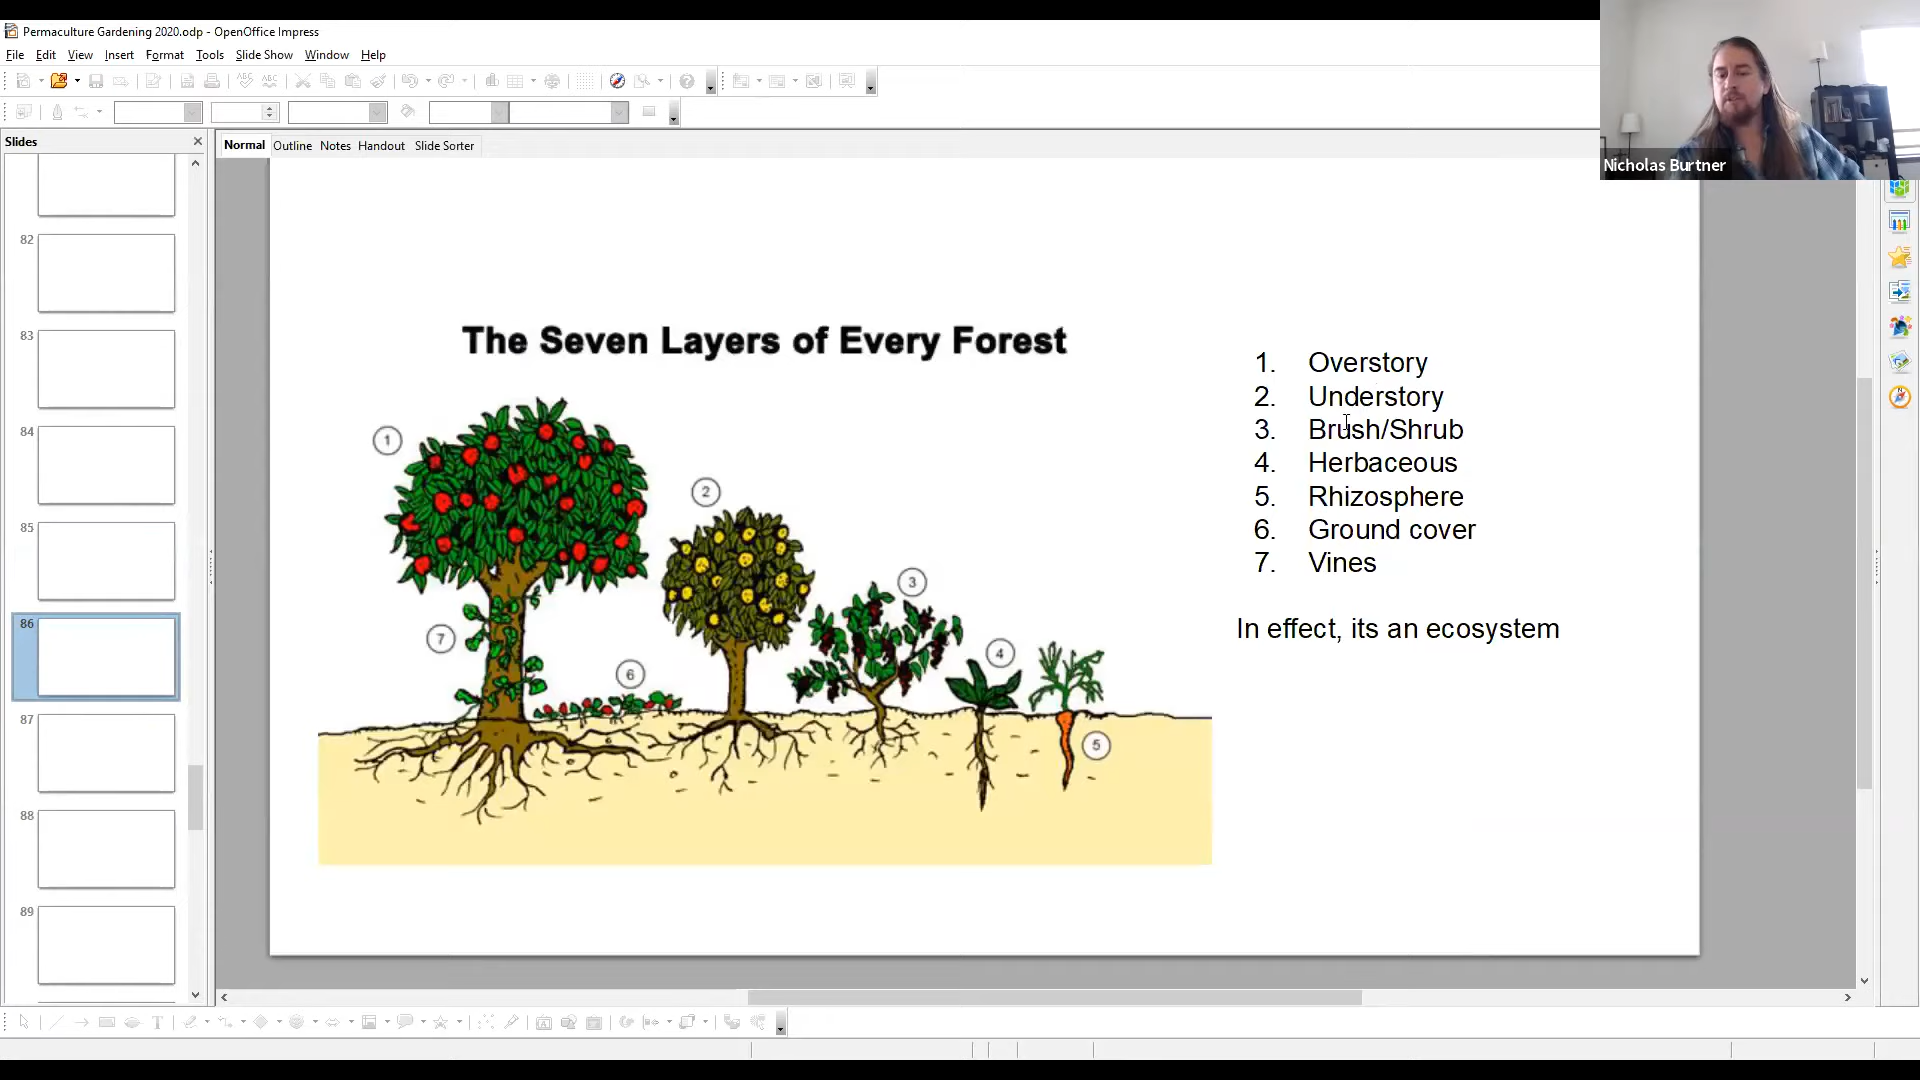 Permaculture Gardening 2020.odp - OpenOffice Impress
File Edit View Insert Format Tools Slide Show Window Help
Nicholas Burtner
Slides
Normal Outline Notes Handout Slide Sorter
82
83
84
85
86
87
88
89
The Seven Layers of Every Forest
1
2
3
4
5
6
7
1. Overstory
2. Understory
3. Brush/Shrub
4. Herbaceous
5. Rhizosphere
6. Ground cover
7. Vines
In effect, its an ecosystem